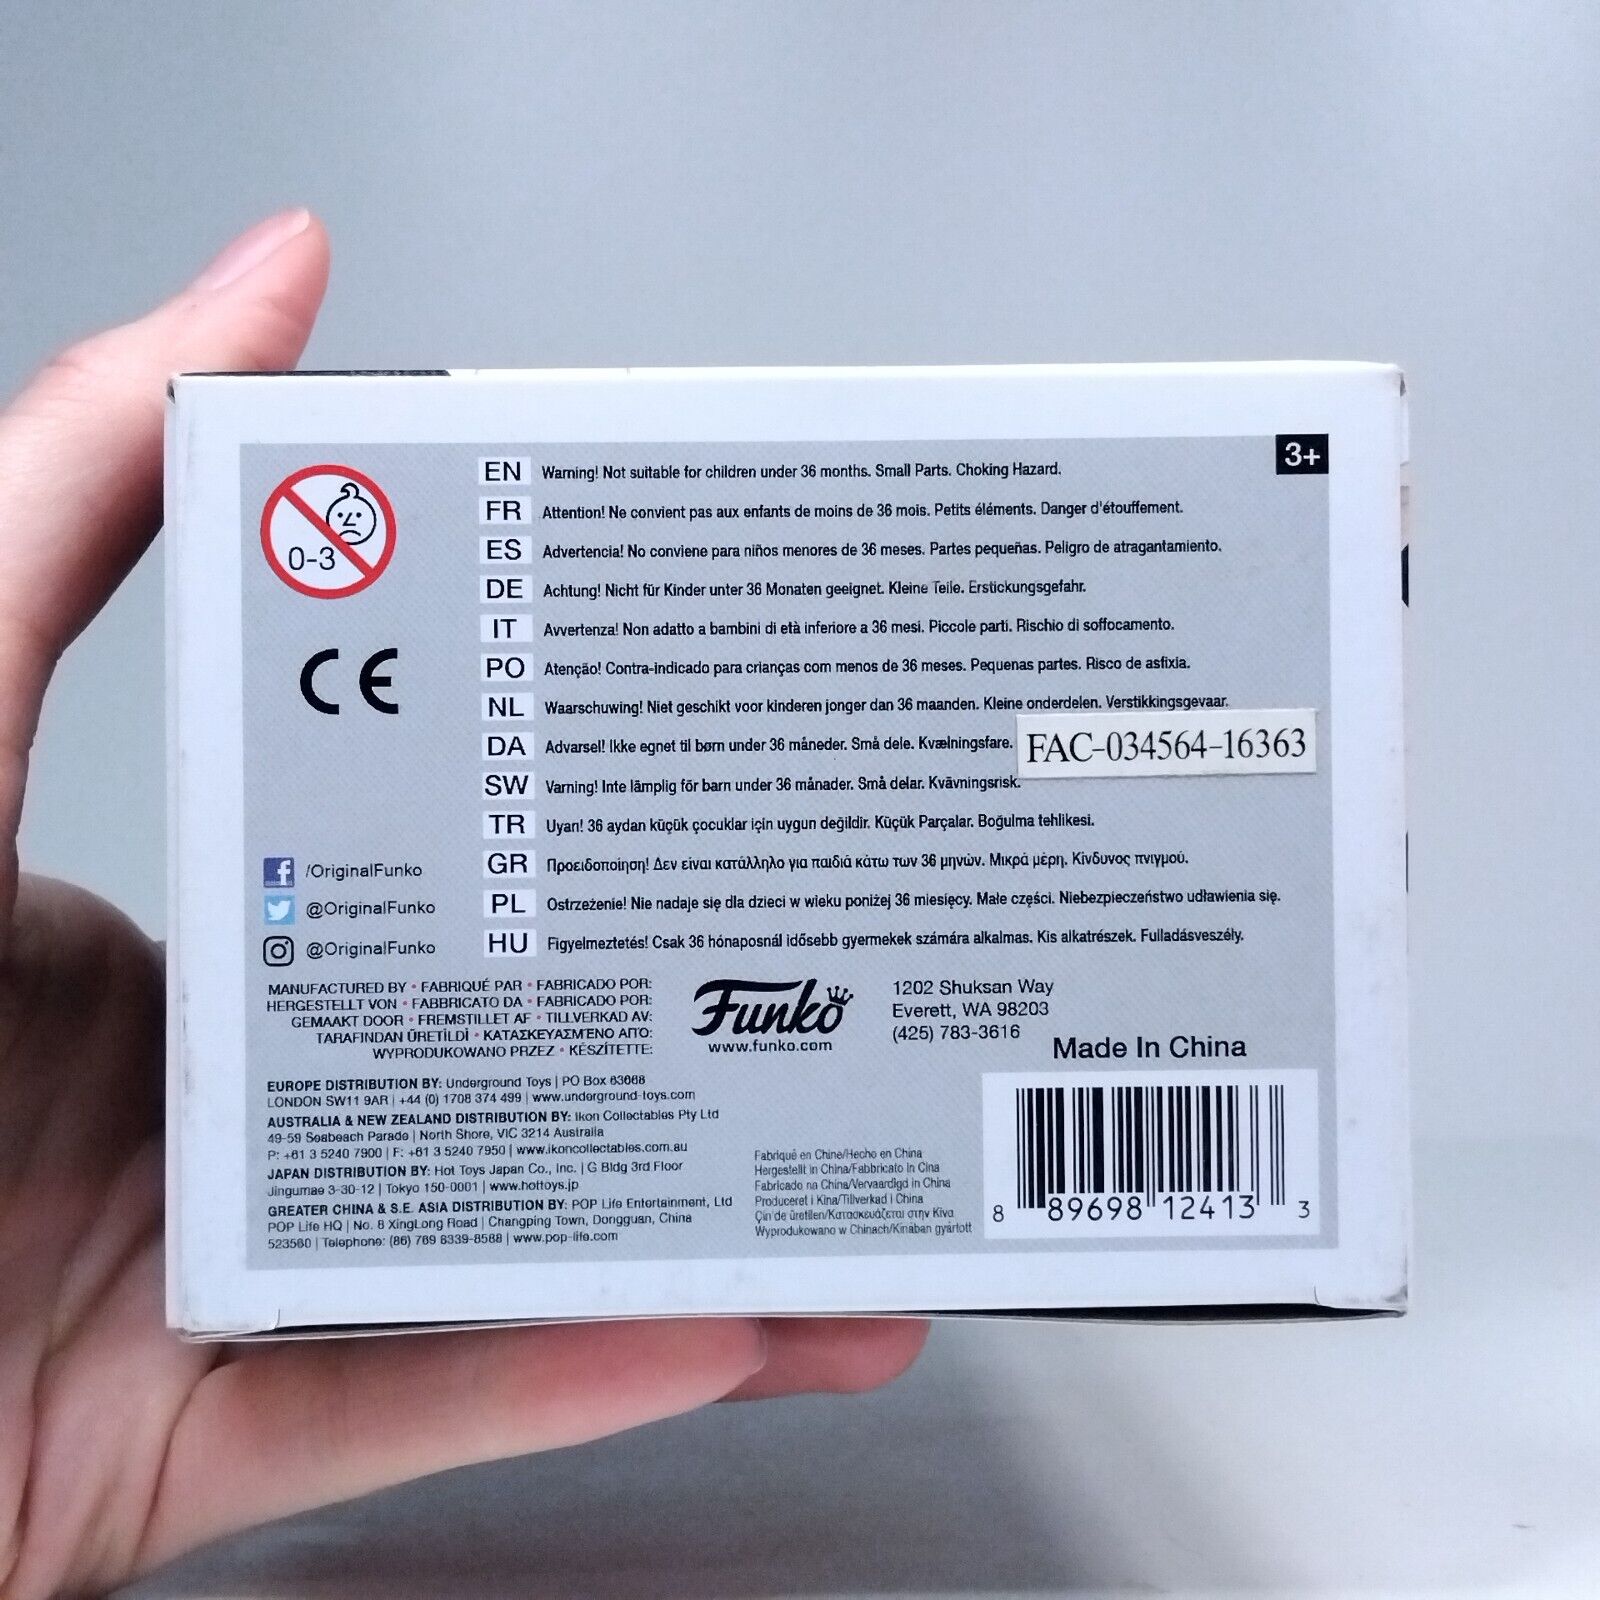 3+
0-3
EN Warning! Not suitable for children under 36 months. Small Parts. Choking Hazard.
FR Attention! Ne convient pas aux enfants de moins de 36 mois. Petits éléments. Danger d'étouffement.
ES Advertencia! No conviene para niños menores de 36 meses. Partes pequeñas. Peligro de atragantamiento.
DE Achtung! Nicht für Kinder unter 36 Monaten geeignet. Kleine Teile. Erstickungsgefahr.
IT Avvertenza! Non adatto a bambini di età inferiore a 36 mesi. Piccole parti. Rischio di soffocamento.
PO Atenção! Contra-indicado para crianças com menos de 36 meses. Pequenas partes. Risco de asfixia.
NL Waarschuwing! Niet geschikt voor kinderen jonger dan 36 maanden. Kleine onderdelen. Verstikkingsgevaar.
DA Advarsel! Ikke egnet til børn under 36 måneder. Små dele. Kvælningsfare.
FAC-034564-16363
SW Varning! Inte lämplig för barn under 36 månader. Små delar. Kvävningsrisk.
TR Uyan! 36 aydan küçük çocuklar için uygun değildir. Küçük Parçalar. Boğulma tehlikesi.
GR Προειδοποίηση! Δεν είναι κατάλληλο για παιδιά κάτω των 36 μηνών. Μικρά μέρη. Κίνδυνος πνιγμού.
PL Ostrzeżenie! Nie nadaje się dla dzieci w wieku poniżej 36 miesięcy. Małe części. Niebezpieczeństwo udławienia się.
HU Figyelmeztetés! Csak 36 hónaposnál idősebb gyermekek számára alkalmas. Kis alkatrészek. Fulladásveszély.
CE
/OriginalFunko
@OriginalFunko
@OriginalFunko
MANUFACTURED BY • FABRIQUÉ PAR • FABRICADO POR:
HERGESTELLT VON • FABBRICATO DA • FABRICADO POR:
GEMAAKT DOOR • FREMSTILLET AF • TILLVERKAD AV:
TARAFINDAN ÜRETİLDİ • ΚΑΤΑΣΚΕΥΑΣΜΈΝΟ ΑΠΌ:
WYPRODUKOWANO PRZEZ • KÉSZÍTETTE:
Funko
www.funko.com
1202 Shuksan Way
Everett, WA 98203
(425) 783-3616
Made In China
EUROPE DISTRIBUTION BY: Underground Toys | PO Box 63668
LONDON SW11 9AR | +44 (0) 1708 374 499 | www.underground-toys.com
AUSTRALIA & NEW ZEALAND DISTRIBUTION BY: Ikon Collectables Pty Ltd
49-59 Seabeach Parade | North Shore, VIC 3214 Australia
P: +61 3 5240 7900 | F: +61 3 5240 7950 | www.ikoncollectables.com.au
JAPAN DISTRIBUTION BY: Hot Toys Japan Co., Inc. | G Bldg 3rd Floor
Jingumae 3-30-12 | Tokyo 150-0001 | www.hottoys.jp
GREATER CHINA & S.E. ASIA DISTRIBUTION BY: POP Life Entertainment, Ltd
POP Life HQ | No. 8 XingLong Road | Changping Town, Dongguan, China
523560 | Telephone: (86) 769 8339-8588 | www.pop-life.com
Fabriqué en Chine/Hecho en China
Hergestellt in China/Fabbricato in Cina
Fabricado na China/Vervaardigd in China
Produceret i Kina/Tillverkad i China
Çin'de üretilen/Κατασκευάζεται στην Κίνα
Wyprodukowano w Chinach/Kínában gyártott
8 89698 12413 3